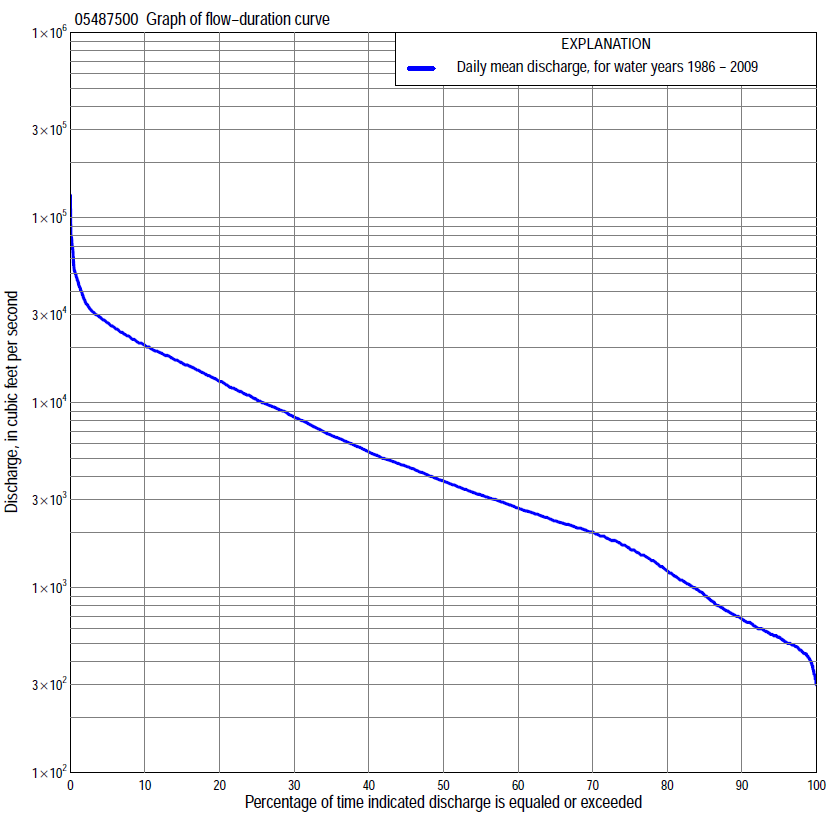 05487500 Graph of flow−duration curve
EXPLANATION
Daily mean discharge, for water years 1986 − 2009
1×10⁶
3×10⁵
1×10⁵
3×10⁴
1×10⁴
3×10³
1×10³
3×10²
1×10²
Discharge, in cubic feet per second
0 10 20 30 40 50 60 70 80 90 100
Percentage of time indicated discharge is equaled or exceeded